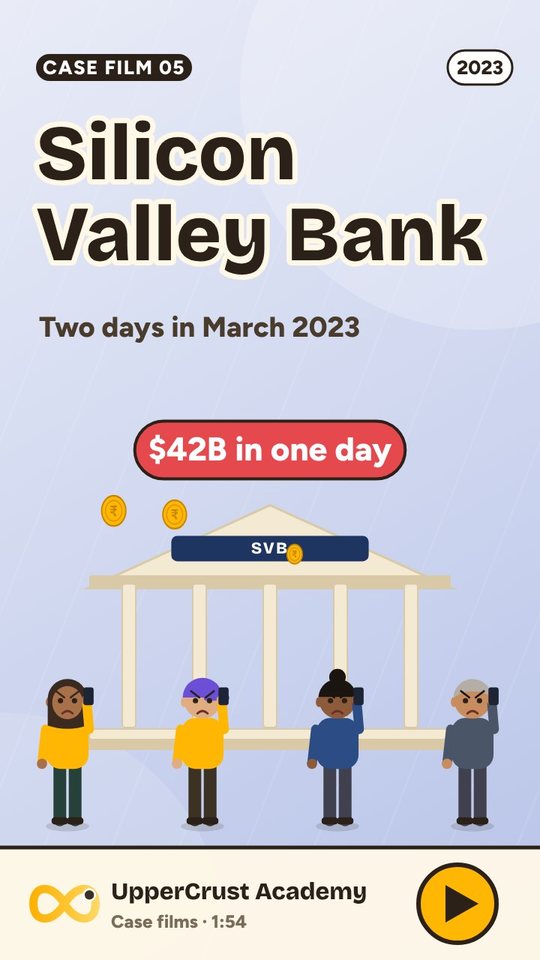 CASE FILM 05
2023
Silicon
Valley Bank
Two days in March 2023
$42B in one day
₹ ₹
SVB ₹
UpperCrust Academy
Case films · 1:54